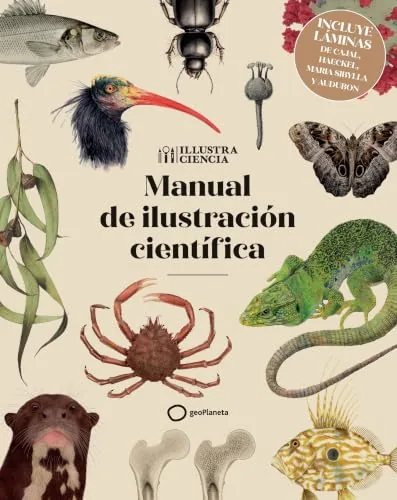 INCLUYE
LÁMINAS
DE CAJAL,
HAECKEL,
MARIA SIBYLLA
Y AUDUBON
ILLUSTRA
CIENCIA
Manual
de ilustración
científica
geoPlaneta